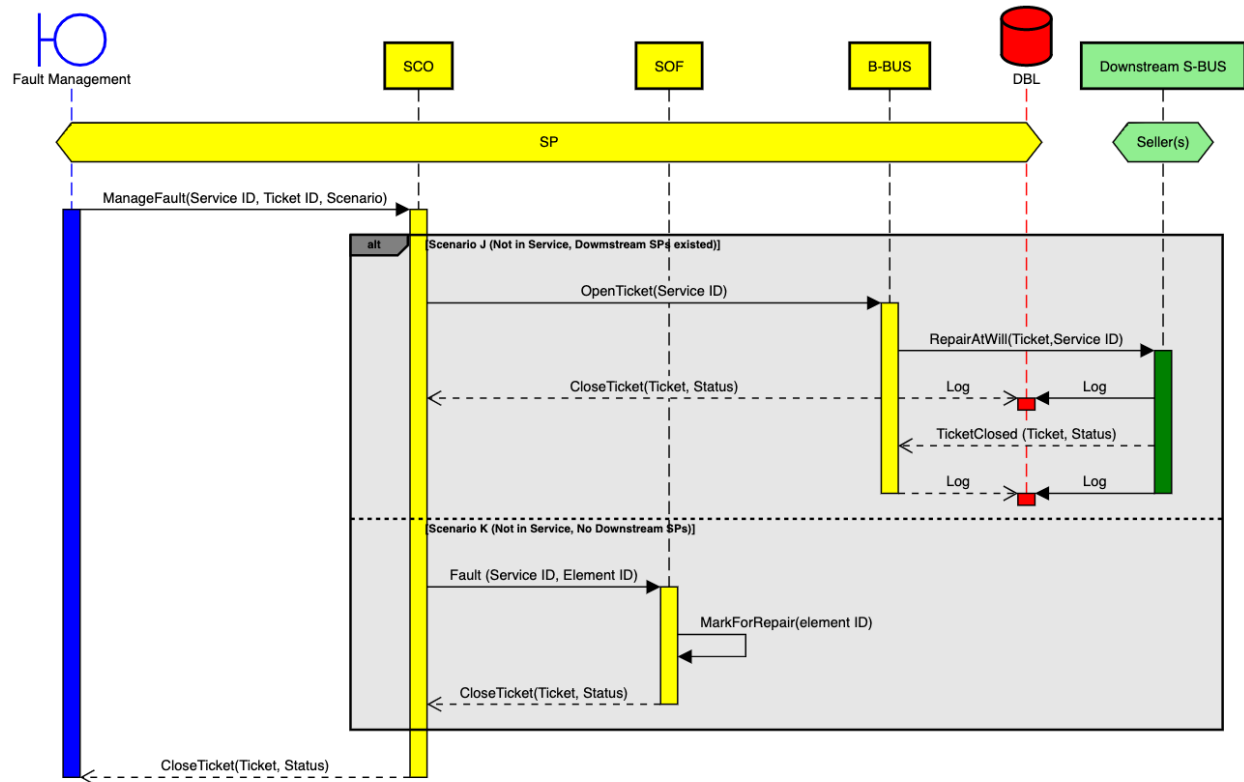 Fault Management
SCO
SOF
B-BUS
DBL
Downstream S-BUS
SP
Seller(s)
ManageFault(Service ID, Ticket ID, Scenario)
alt
[Scenario J (Not in Service, Dowmstream SPs existed)]
OpenTicket(Service ID)
RepairAtWill(Ticket,Service ID)
CloseTicket(Ticket, Status)
Log
Log
TicketClosed (Ticket, Status)
Log
Log
[Scenario K (Not in Service, No Downstream SPs)]
Fault (Service ID, Element ID)
MarkForRepair(element ID)
CloseTicket(Ticket, Status)
CloseTicket(Ticket, Status)